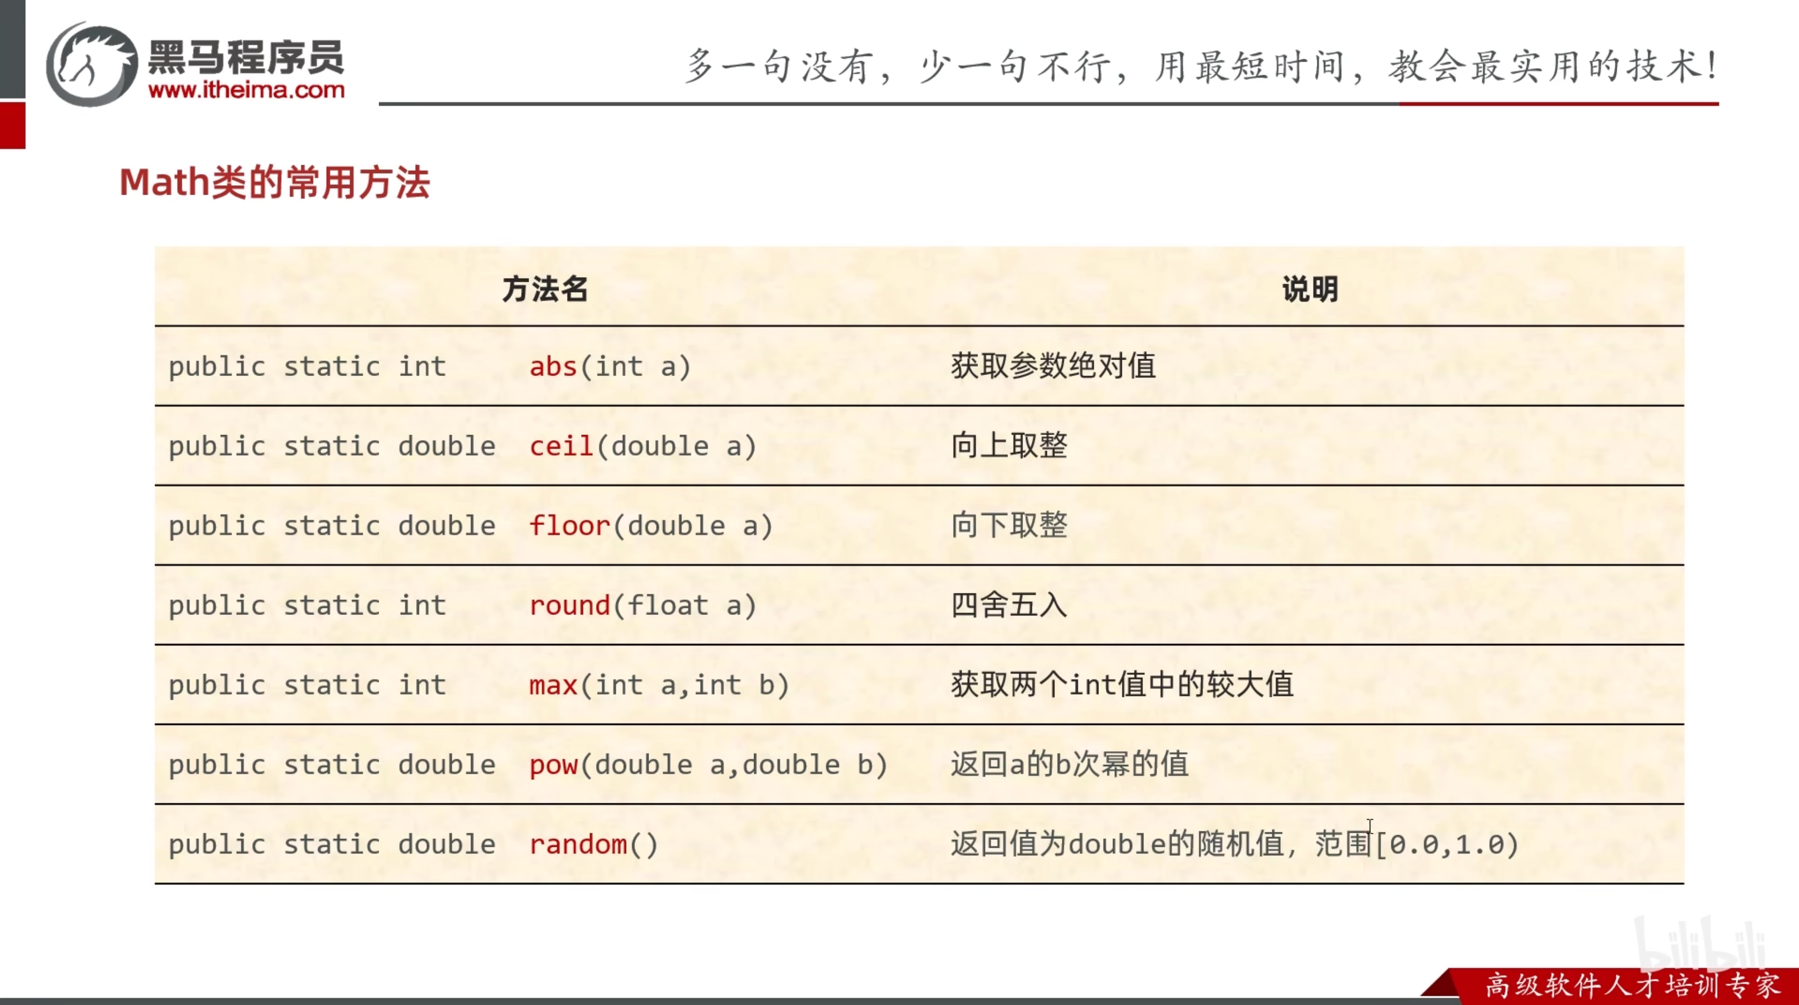 黑马程序员
www.itheima.com
多一句没有，少一句不行，用最短时间，教会最实用的技术！
Math类的常用方法
方法名 说明
public static int abs(int a) 获取参数绝对值
public static double ceil(double a) 向上取整
public static double floor(double a) 向下取整
public static int round(float a) 四舍五入
public static int max(int a,int b) 获取两个int值中的较大值
public static double pow(double a,double b) 返回a的b次幂的值
public static double random() 返回值为double的随机值，范围[0.0,1.0)
bilibili
高级软件人才培训专家